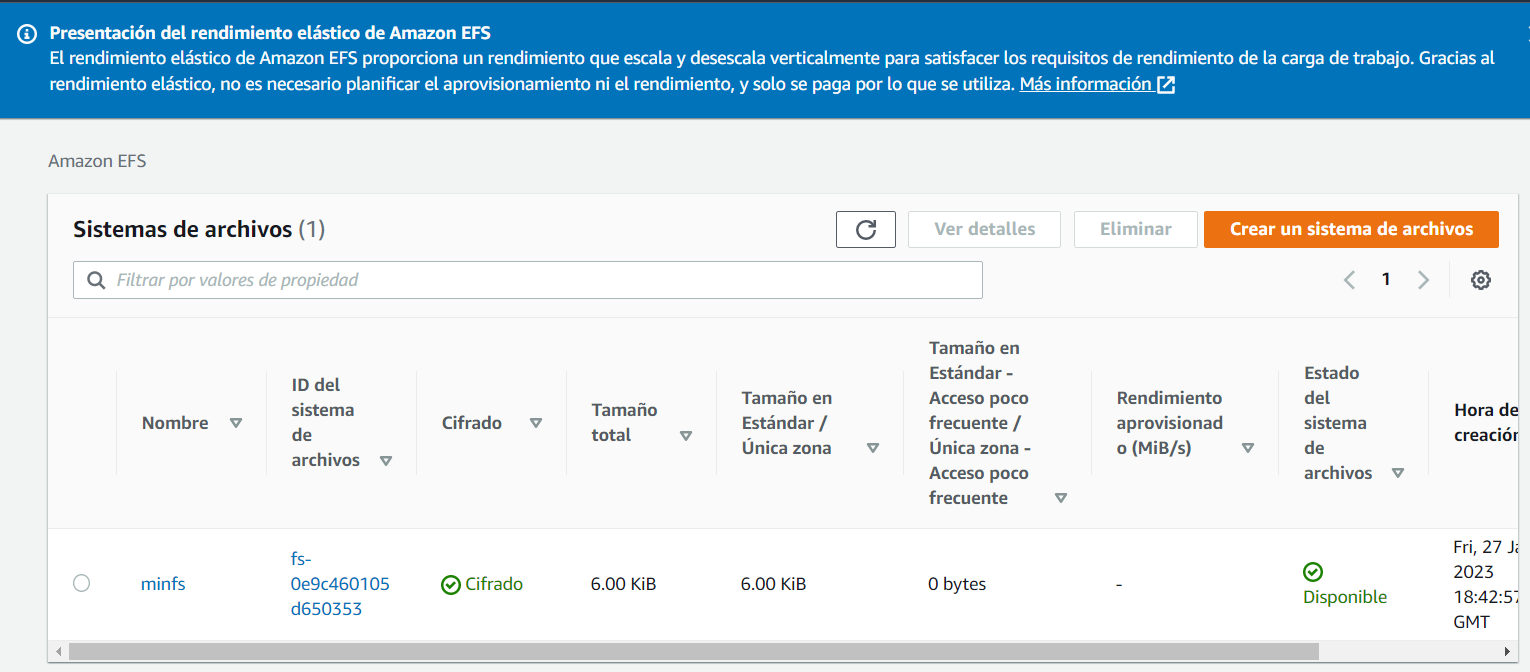 Presentación del rendimiento elástico de Amazon EFS
El rendimiento elástico de Amazon EFS proporciona un rendimiento que escala y desescala verticalmente para satisfacer los requisitos de rendimiento de la carga de trabajo. Gracias al
rendimiento elástico, no es necesario planificar el aprovisionamiento ni el rendimiento, y solo se paga por lo que se utiliza. Más información
Amazon EFS
Sistemas de archivos (1)
Ver detalles
Eliminar
Crear un sistema de archivos
Filtrar por valores de propiedad
1
Nombre
ID del
sistema
de
archivos
Cifrado
Tamaño
total
Tamaño en
Estándar /
Única zona
Tamaño en
Estándar -
Acceso poco
frecuente /
Única zona -
Acceso poco
frecuente
Rendimiento
aprovisionad
o (MiB/s)
Estado
del
sistema
de
archivos
Hora de
creación
minfs
fs-
0e9c460105
d650353
Cifrado
6.00 KiB
6.00 KiB
0 bytes
-
Disponible
Fri, 27 Ja
2023
18:42:57
GMT